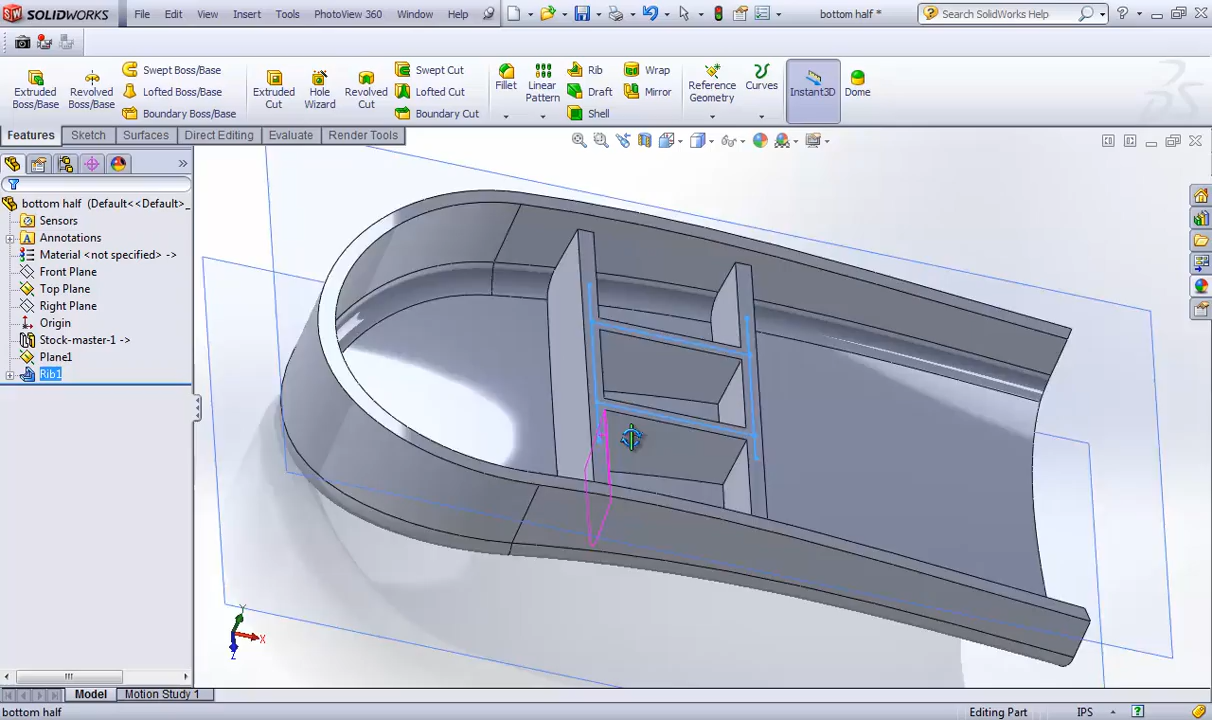 SOLIDWORKS File Edit View Insert Tools PhotoView 360 Window Help bottom half * Search SolidWorks Help
Extruded Boss/Base
Revolved Boss/Base
Swept Boss/Base
Lofted Boss/Base
Boundary Boss/Base
Extruded Cut
Hole Wizard
Revolved Cut
Swept Cut
Lofted Cut
Boundary Cut
Fillet
Linear Pattern
Rib
Draft
Shell
Wrap
Mirror
Reference Geometry
Curves
Instant3D
Dome
Features Sketch Surfaces Direct Editing Evaluate Render Tools
bottom half (Default<<Default>_
Sensors
Annotations
Material <not specified> ->
Front Plane
Top Plane
Right Plane
Origin
Stock-master-1 ->
Plane1
Rib1
Y
X
Z
Model Motion Study 1
bottom half Editing Part IPS